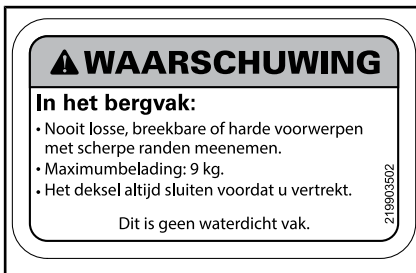 WAARSCHUWING
In het bergvak:
• Nooit losse, breekbare of harde voorwerpen
met scherpe randen meenemen.
• Maximumbelading: 9 kg.
• Het deksel altijd sluiten voordat u vertrekt.
Dit is geen waterdicht vak.
219903502